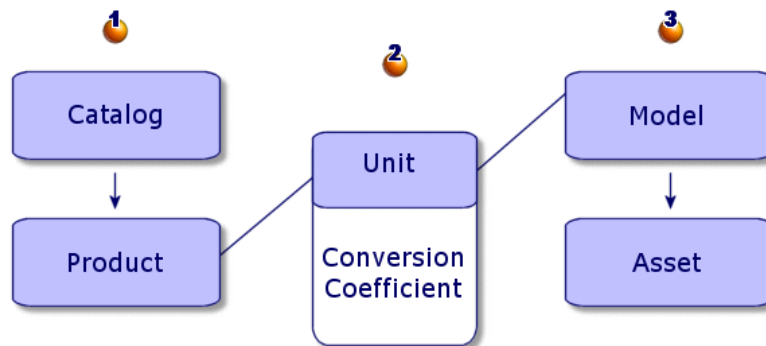 1
2
3
Catalog
Product
Unit
Conversion
Coefficient
Model
Asset